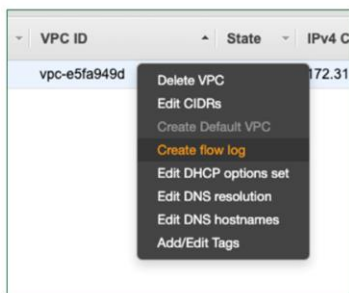 VPC ID State IPv4 C
vpc-e5fa949d 172.31
Delete VPC
Edit CIDRs
Create Default VPC
Create flow log
Edit DHCP options set
Edit DNS resolution
Edit DNS hostnames
Add/Edit Tags